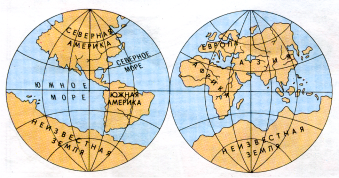 СЕВЕРНАЯ
АМЕРИКА
СЕВЕРНОЕ
МОРЕ
ЮЖНОЕ
МОРЕ
ЮЖНАЯ
АМЕРИКА
НЕИЗВЕСТНАЯ
ЗЕМЛЯ
ЕВРОПА
АЗИЯ
АФРИКА
НЕИЗВЕСТНАЯ
ЗЕМЛЯ